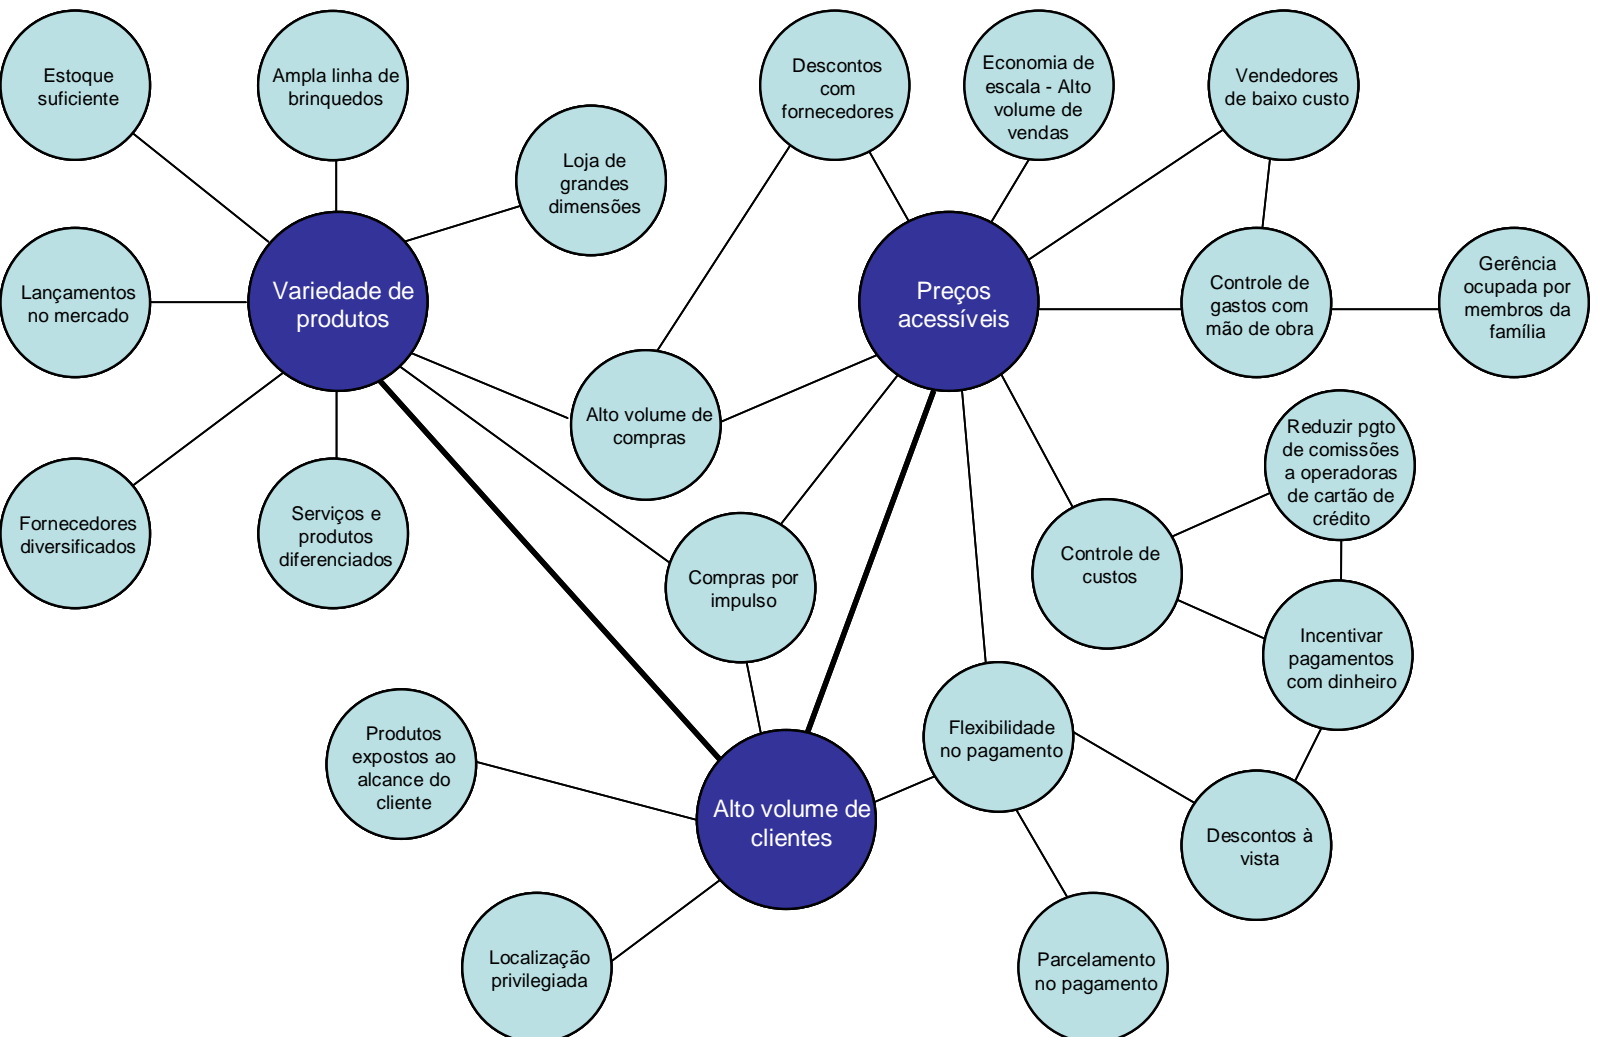 Estoque
suficiente
Ampla linha de
brinquedos
Loja de
grandes
dimensões
Descontos
com
fornecedores
Economia de
escala - Alto
volume de
vendas
Vendedores
de baixo custo
Lançamentos
no mercado
Variedade de
produtos
Preços
acessíveis
Controle de
gastos com
mão de obra
Gerência
ocupada por
membros da
família
Alto volume de
compras
Reduzir pgto
de comissões
a operadoras
de cartão de
crédito
Fornecedores
diversificados
Serviços e
produtos
diferenciados
Compras por
impulso
Controle de
custos
Incentivar
pagamentos
com dinheiro
Produtos
expostos ao
alcance do
cliente
Flexibilidade
no pagamento
Alto volume de
clientes
Descontos à
vista
Localização
privilegiada
Parcelamento
no pagamento